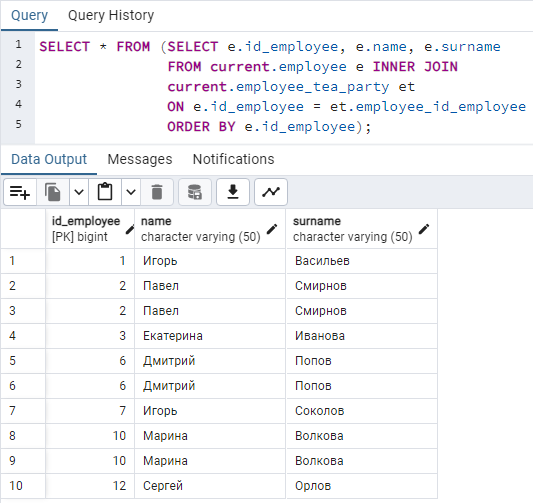 Query Query History
1 SELECT * FROM (SELECT e.id_employee, e.name, e.surname
2 FROM current.employee e INNER JOIN
3 current.employee_tea_party et
4 ON e.id_employee = et.employee_id_employee
5 ORDER BY e.id_employee);
Data Output Messages Notifications
id_employee name surname
[PK] bigint character varying (50) character varying (50)
1 1 Игорь Васильев
2 2 Павел Смирнов
3 2 Павел Смирнов
4 3 Екатерина Иванова
5 6 Дмитрий Попов
6 6 Дмитрий Попов
7 7 Игорь Соколов
8 10 Марина Волкова
9 10 Марина Волкова
10 12 Сергей Орлов